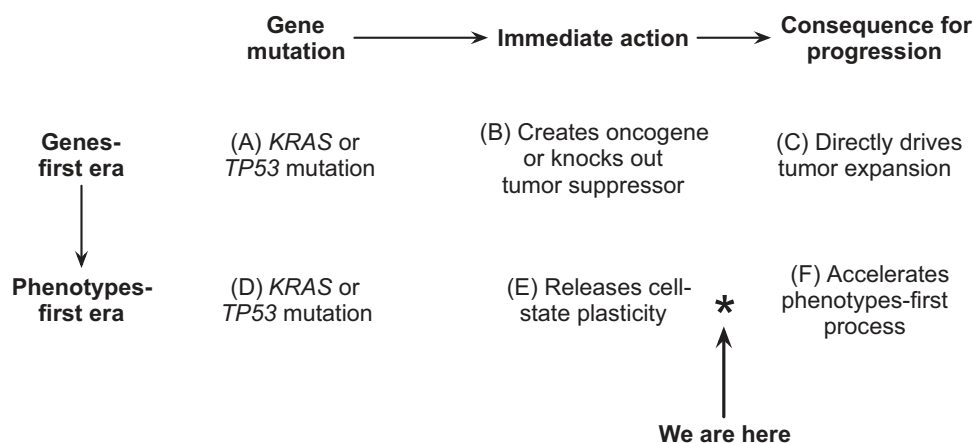 Gene
mutation
Immediate action
Consequence for
progression
Genes-
first era
(A) KRAS or
TP53 mutation
(B) Creates oncogene
or knocks out
tumor suppressor
(C) Directly drives
tumor expansion
Phenotypes-
first era
(D) KRAS or
TP53 mutation
(E) Releases cell-
state plasticity
*
(F) Accelerates
phenotypes-first
process
We are here